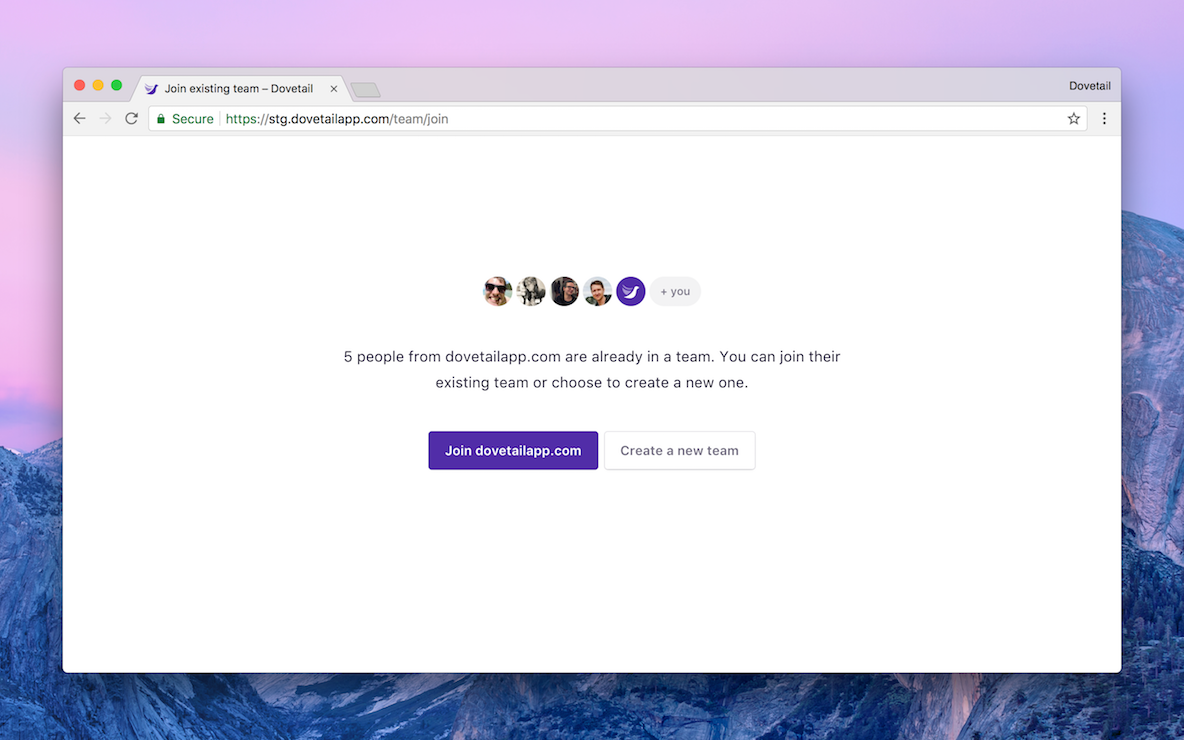 Join existing team – Dovetail
Dovetail
Secure https://stg.dovetailapp.com/team/join
+ you
5 people from dovetailapp.com are already in a team. You can join their
existing team or choose to create a new one.
Join dovetailapp.com
Create a new team